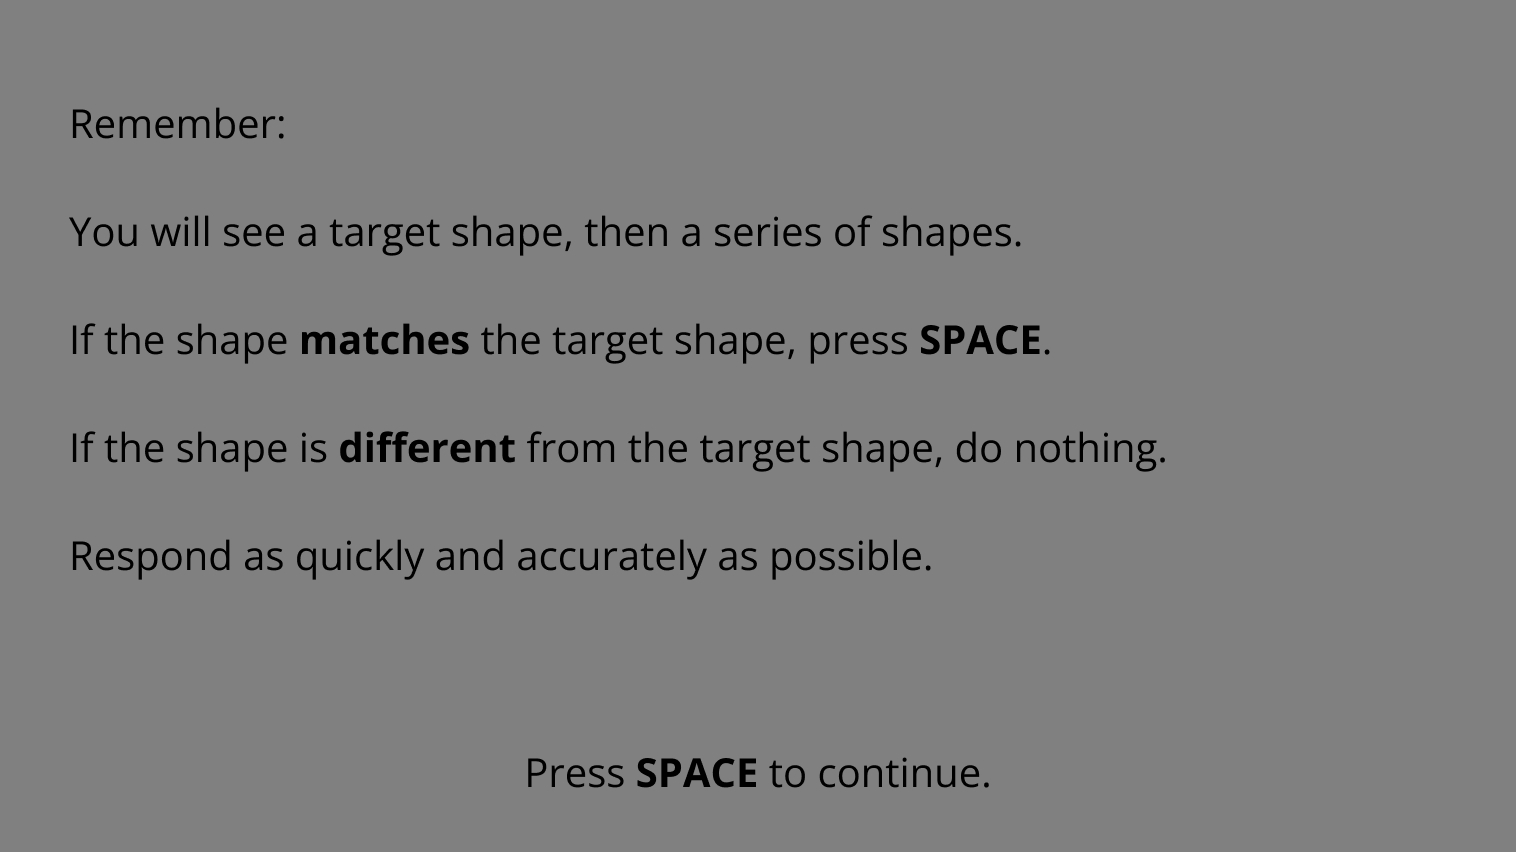 Remember:
You will see a target shape, then a series of shapes.
If the shape matches the target shape, press SPACE.
If the shape is different from the target shape, do nothing.
Respond as quickly and accurately as possible.
Press SPACE to continue.